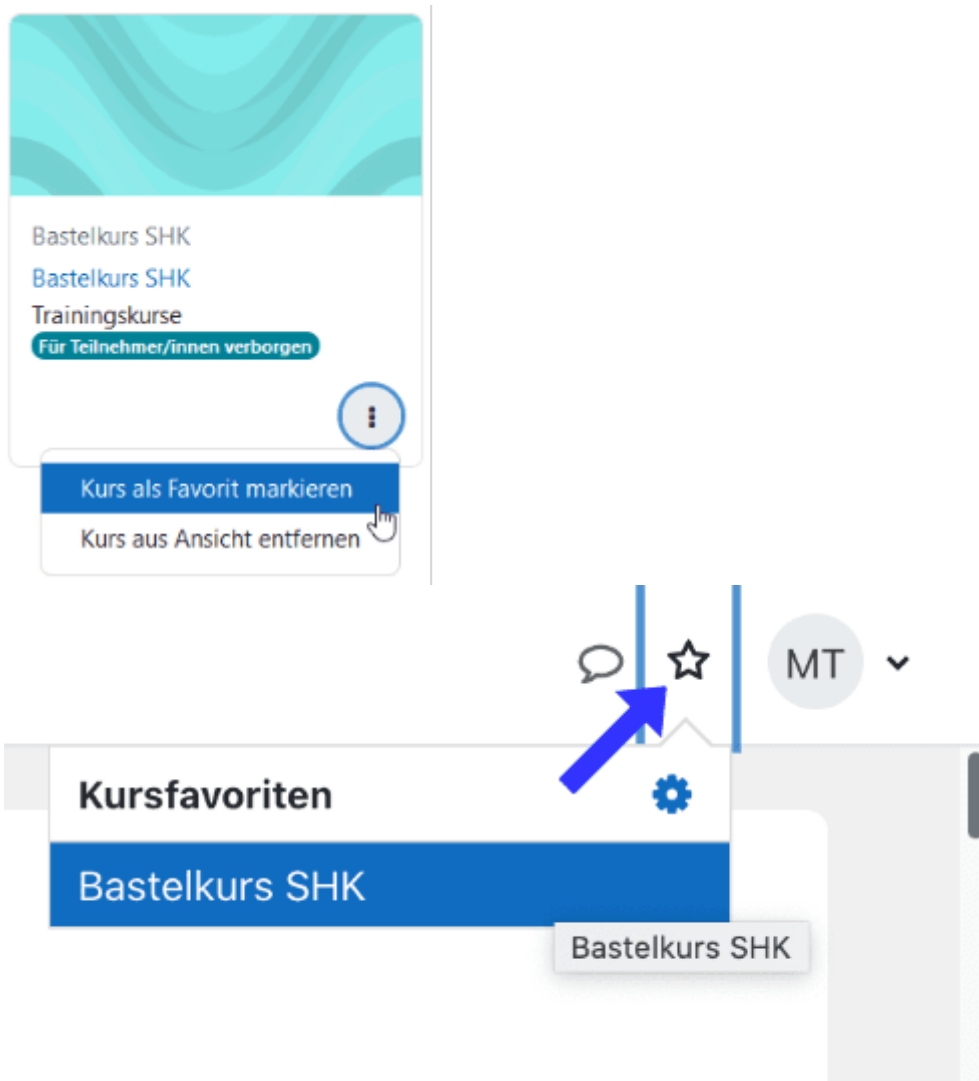 Bastelkurs SHK
Bastelkurs SHK
Trainingskurse
Für Teilnehmer/innen verborgen
Kurs als Favorit markieren
Kurs aus Ansicht entfernen
MT
Kursfavoriten
Bastelkurs SHK
Bastelkurs SHK